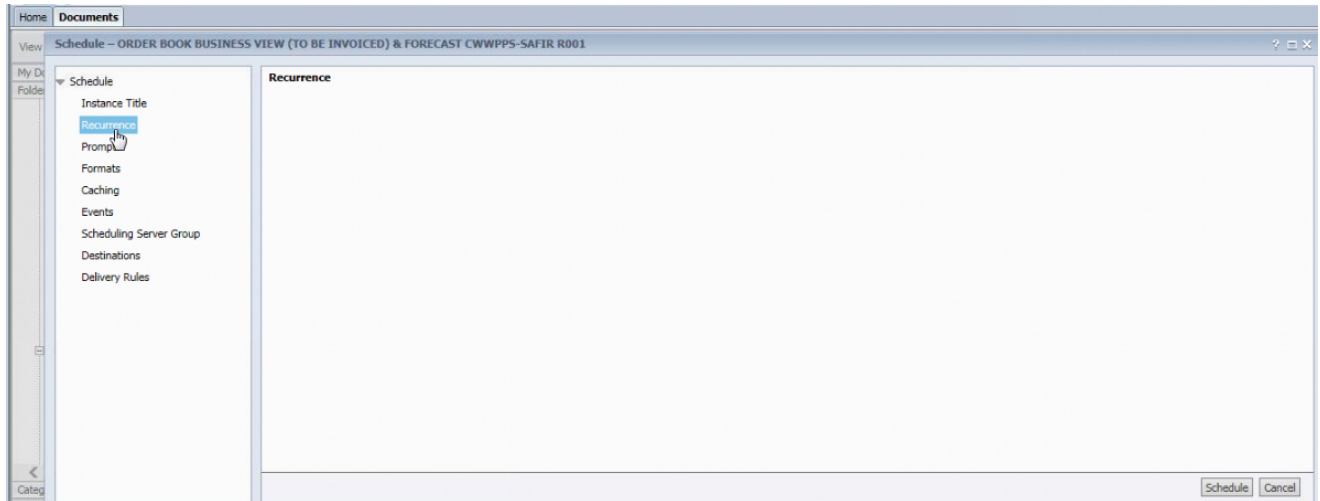 Home Documents
View
Schedule – ORDER BOOK BUSINESS VIEW (TO BE INVOICED) & FORECAST CWWPPS-SAFIR R001
?
My Do
Folde
Schedule
Recurrence
Instance Title
Recurrence
Formats
Caching
Events
Scheduling Server Group
Destinations
Delivery Rules
Categ
Schedule Cancel